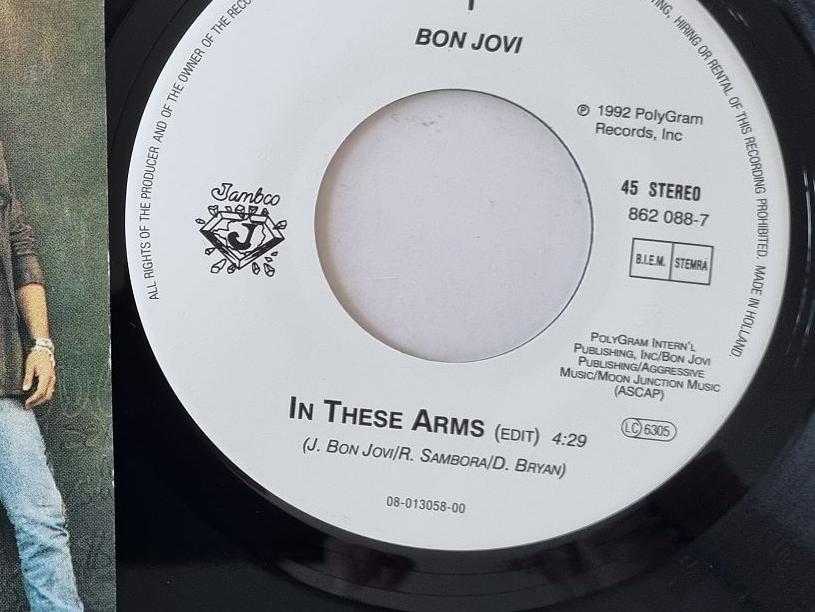 BON JOVI
ALL RIGHTS OF THE PRODUCER AND OF THE OWNER OF THE
HIRING OR RENTAL OF THIS RECORDING PROHIBITED. MADE IN HOLLAND.
℗ 1992 PolyGram
Records, Inc
Jambco
J
45 STEREO
862 088-7
B.I.E.M. STEMRA
PolyGram Intern'l
Publishing, Inc/Bon Jovi
Publishing/Aggressive
Music/Moon Junction Music
(ASCAP)
In These Arms (EDIT) 4:29
(J. Bon Jovi/R. Sambora/D. Bryan)
LC 6305
08-013058-00